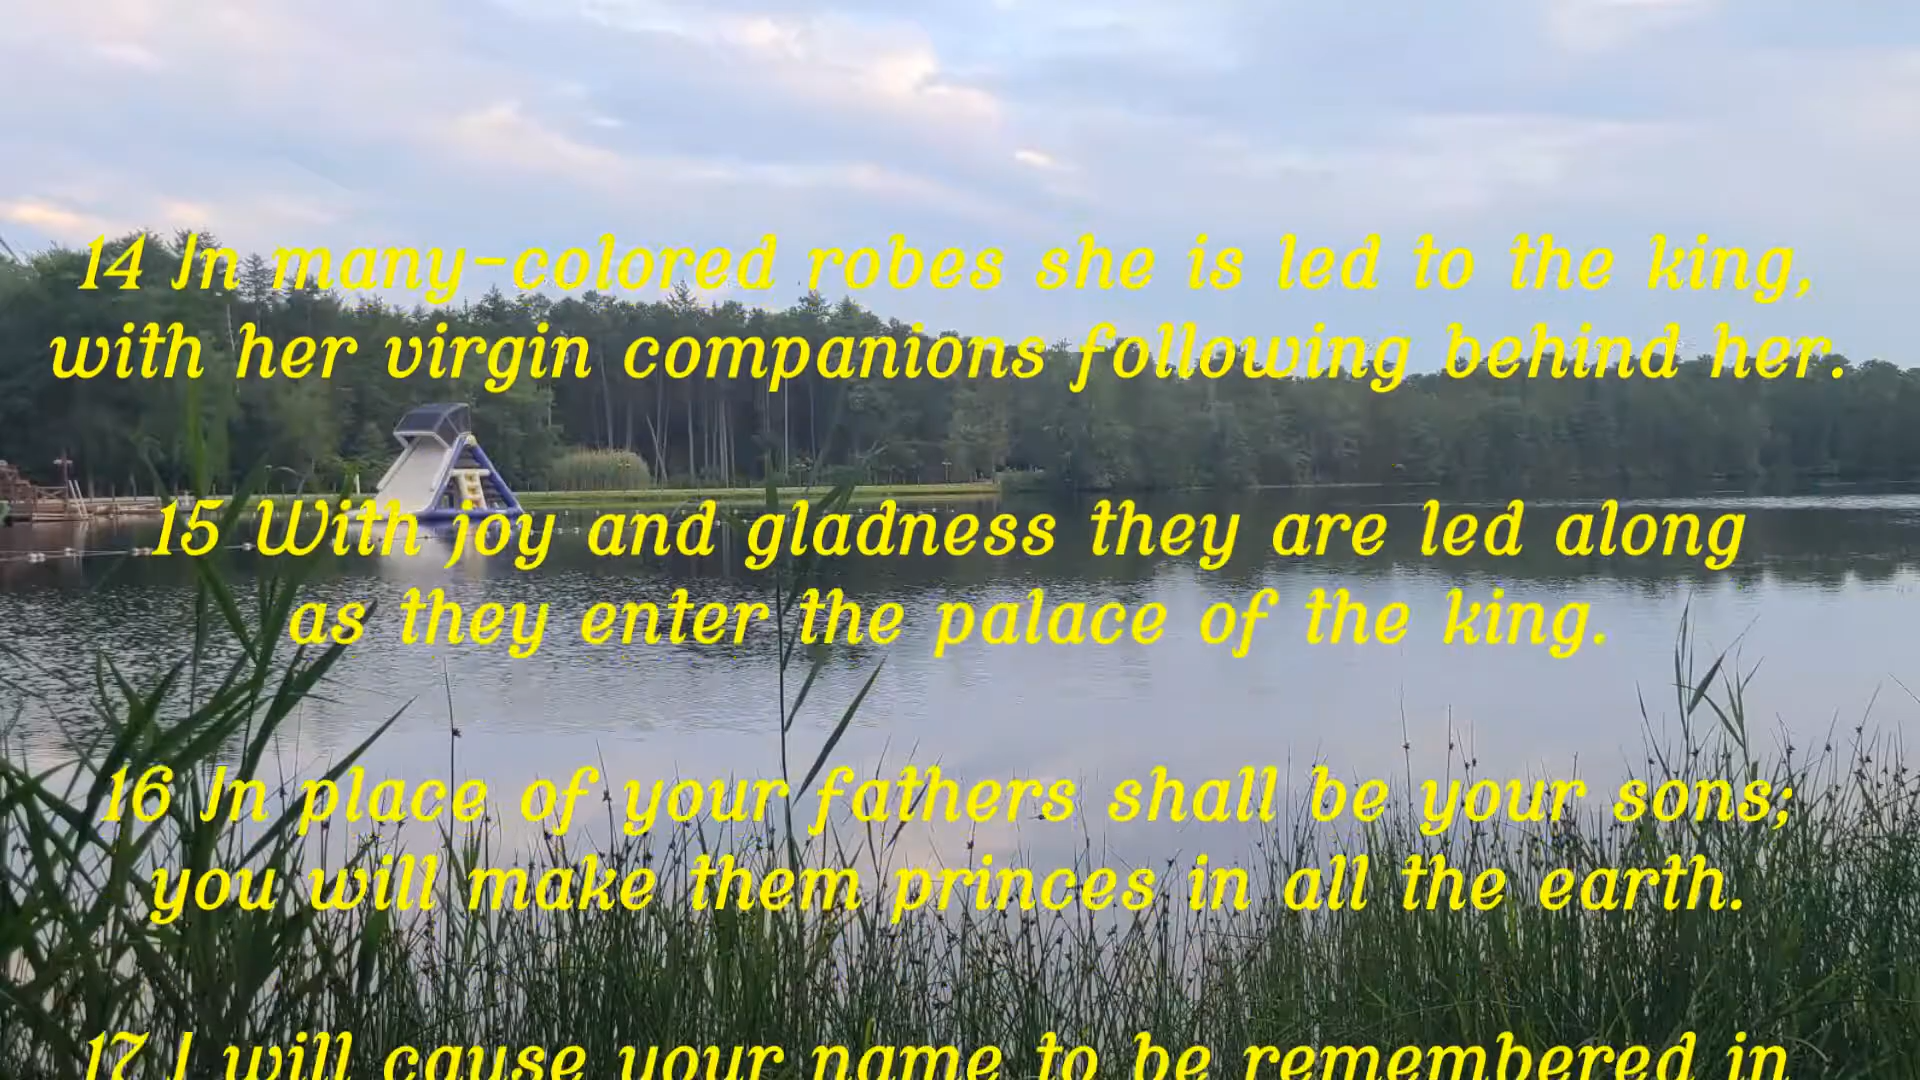 14 In many-colored robes she is led to the king,
with her virgin companions following behind her.
15 With joy and gladness they are led along
as they enter the palace of the king.
16 In place of your fathers shall be your sons;
you will make them princes in all the earth.
17 I will cause your name to be remembered in